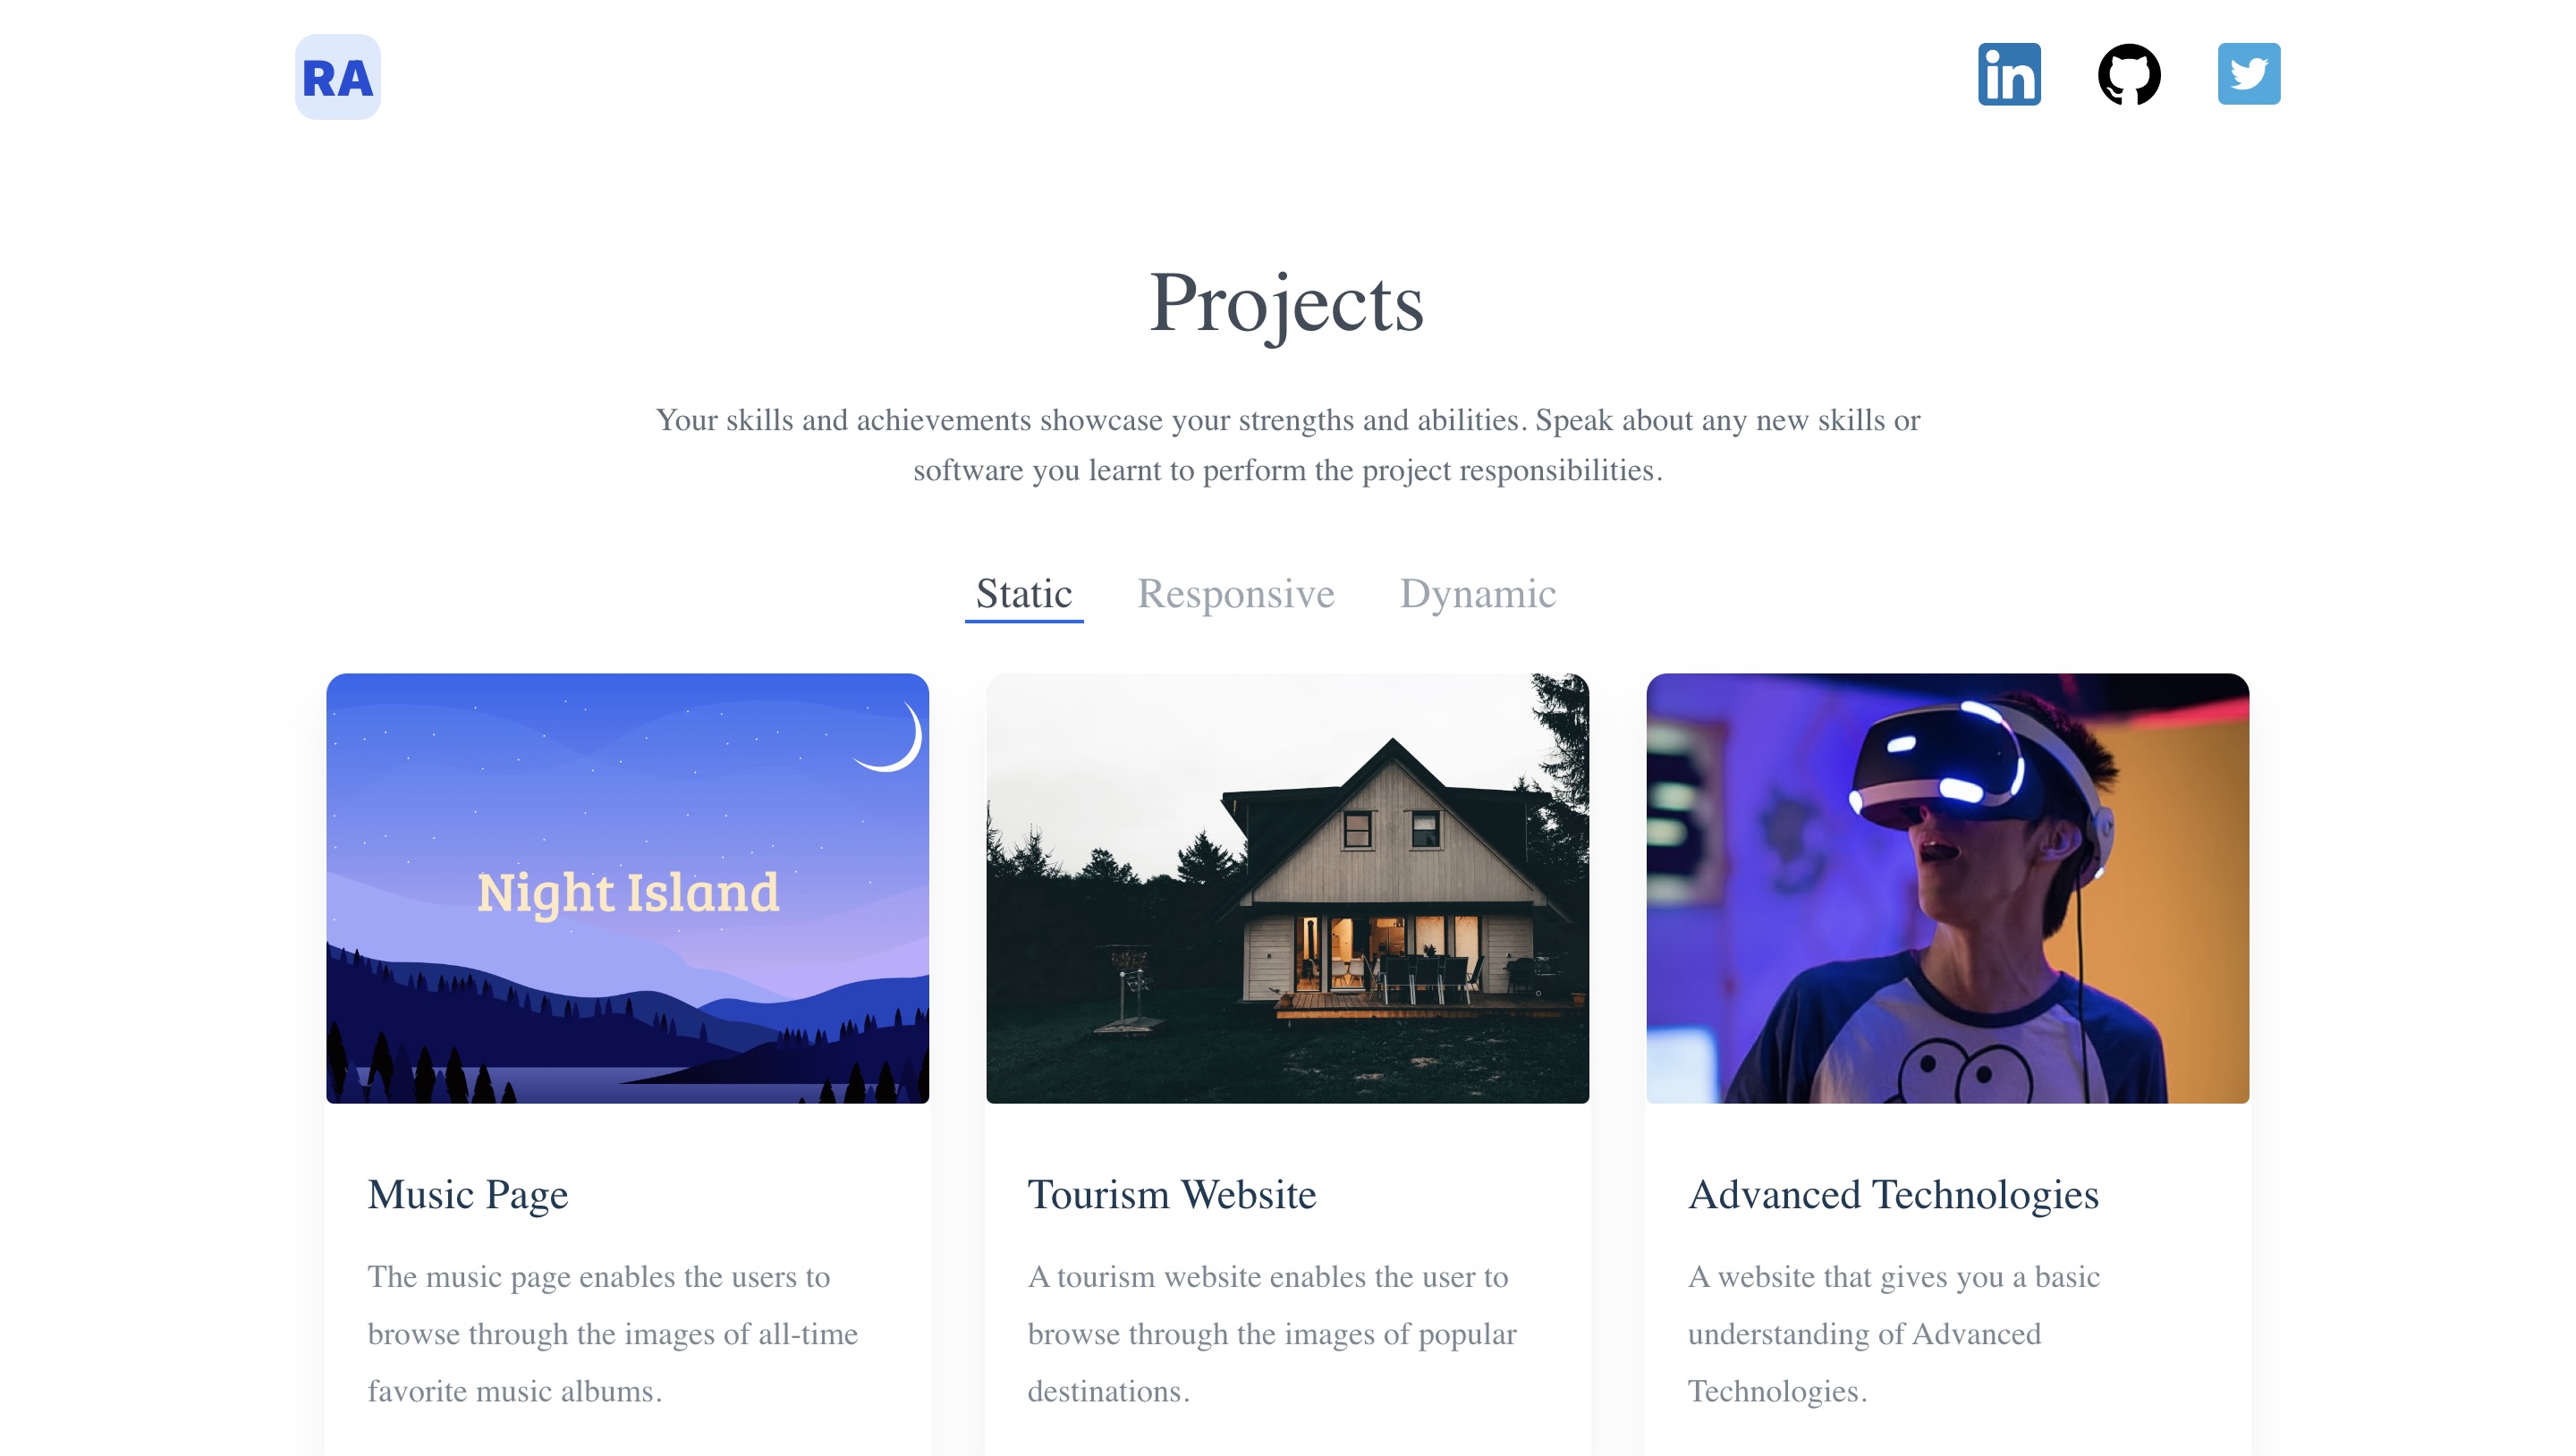 RA
in
Projects
Your skills and achievements showcase your strengths and abilities. Speak about any new skills or
software you learnt to perform the project responsibilities.
Static Responsive Dynamic
Night Island
Music Page
The music page enables the users to
browse through the images of all-time
favorite music albums.
Tourism Website
A tourism website enables the user to
browse through the images of popular
destinations.
Advanced Technologies
A website that gives you a basic
understanding of Advanced
Technologies.